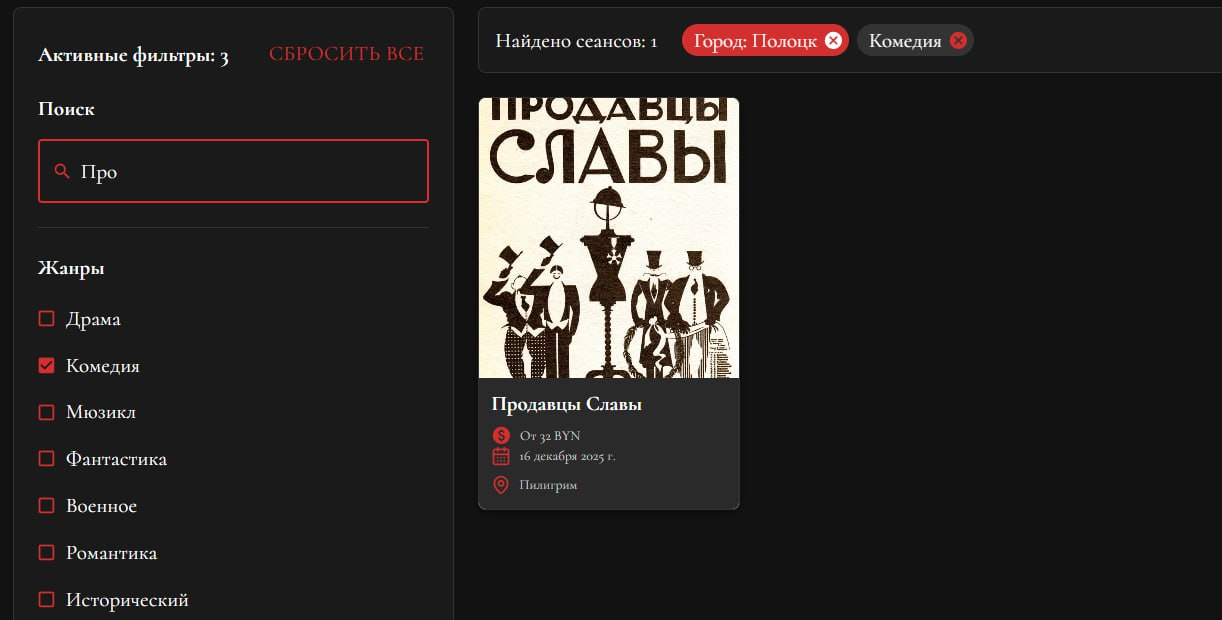 Активные фильтры: 3
СБРОСИТЬ ВСЕ
Поиск
Про
Жанры
Драма
Комедия
Мюзикл
Фантастика
Военное
Романтика
Исторический
Найдено сеансов: 1
Город: Полоцк
Комедия
ПРОДАВЦЫ
СЛАВЫ
Продавцы Славы
От 32 BYN
16 декабря 2025 г.
Пилигрим